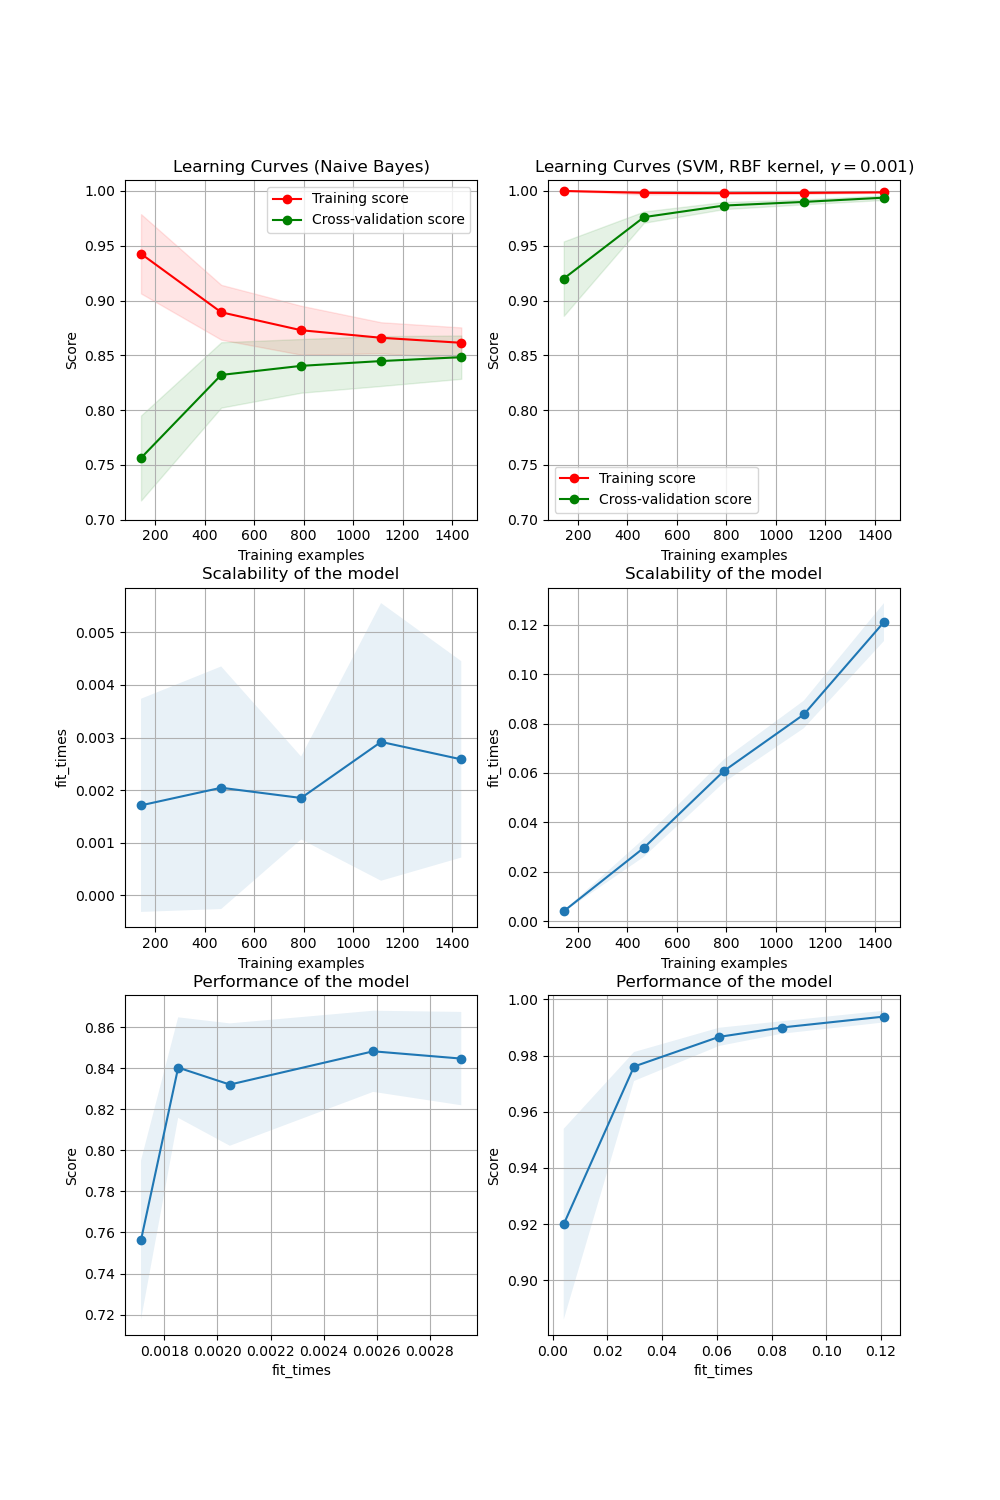 Learning Curves (Naive Bayes)
1.00
0.95
0.90
0.85
0.80
0.75
0.70
Score
Training score
Cross-validation score
200 400 600 800 1000 1200 1400
Training examples
Learning Curves (SVM, RBF kernel, γ = 0.001)
1.00
0.95
0.90
0.85
0.80
0.75
0.70
Score
Training score
Cross-validation score
200 400 600 800 1000 1200 1400
Training examples
Scalability of the model
0.005
0.004
0.003
0.002
0.001
0.000
fit_times
200 400 600 800 1000 1200 1400
Training examples
Scalability of the model
0.12
0.10
0.08
0.06
0.04
0.02
0.00
fit_times
200 400 600 800 1000 1200 1400
Training examples
Performance of the model
0.86
0.84
0.82
0.80
0.78
0.76
0.74
0.72
Score
0.0018 0.0020 0.0022 0.0024 0.0026 0.0028
fit_times
Performance of the model
1.00
0.98
0.96
0.94
0.92
0.90
Score
0.00 0.02 0.04 0.06 0.08 0.10 0.12
fit_times